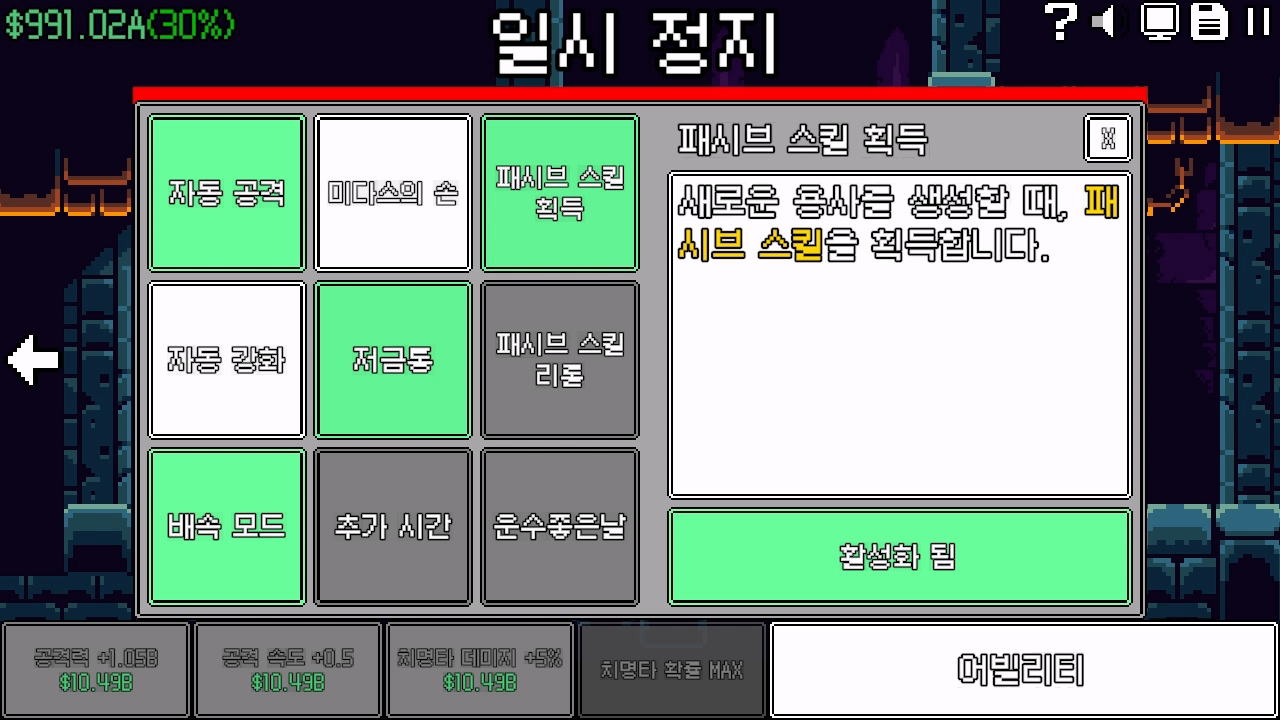 $991.02A(30%)
일시 정지
자동 공격
미다스의 손
패시브 스킬
획득
자동 강화
저금통
패시브 스킬
리롤
배속 모드
추가 시간
운수좋은날
패시브 스킬 획득
X
새로운 용사를 생성할 때, 패
시브 스킬을 획득합니다.
활성화 됨
공격력 +1.05B
$10.49B
공격 속도 +0.5
$10.49B
치명타 데미지 +5%
$10.49B
치명타 확률 MAX
어빌리티